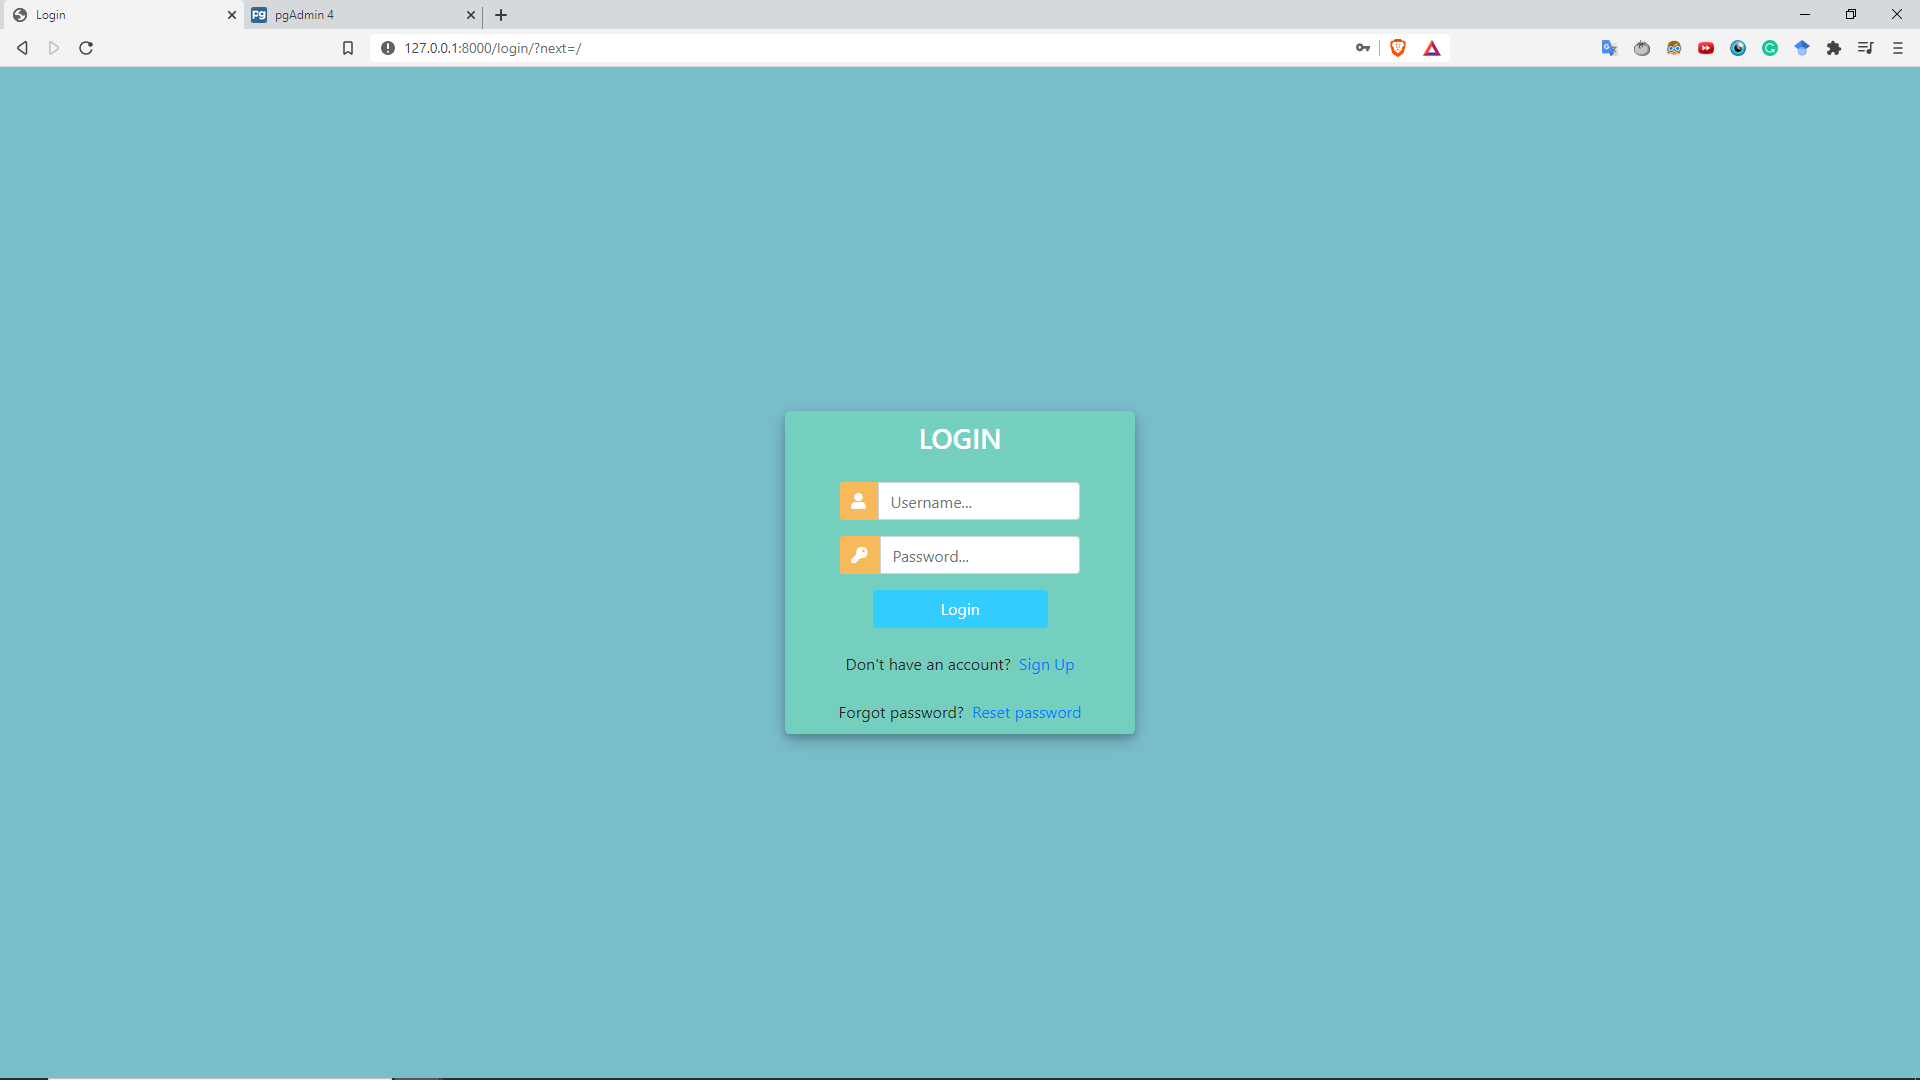 Login
pg pgAdmin 4
127.0.0.1:8000/login/?next=/
LOGIN
Username...
Password...
Login
Don't have an account? Sign Up
Forgot password? Reset password